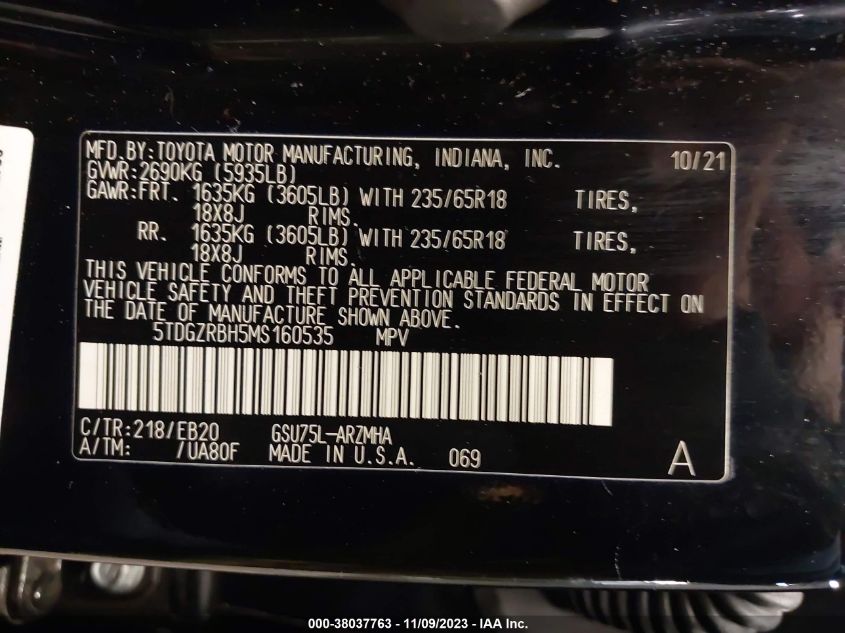 MFD.BY:TOYOTA MOTOR MANUFACTURING, INDIANA, INC. 10/21
GVWR:2690KG (5935LB)
GAWR:FRT. 1635KG (3605LB) WITH 235/65R18 TIRES,
18X8J RIMS.
RR. 1635KG (3605LB) WITH 235/65R18 TIRES,
18X8J RIMS.
THIS VEHICLE CONFORMS TO ALL APPLICABLE FEDERAL MOTOR
VEHICLE SAFETY AND THEFT PREVENTION STANDARDS IN EFFECT ON
THE DATE OF MANUFACTURE SHOWN ABOVE.
5TDGZRBH5MS160535 MPV
C/TR:218/EB20 GSU75L-ARZMHA
A/TM: /UA80F MADE IN U.S.A. 069 A
000-38037763 - 11/09/2023 - IAA Inc.